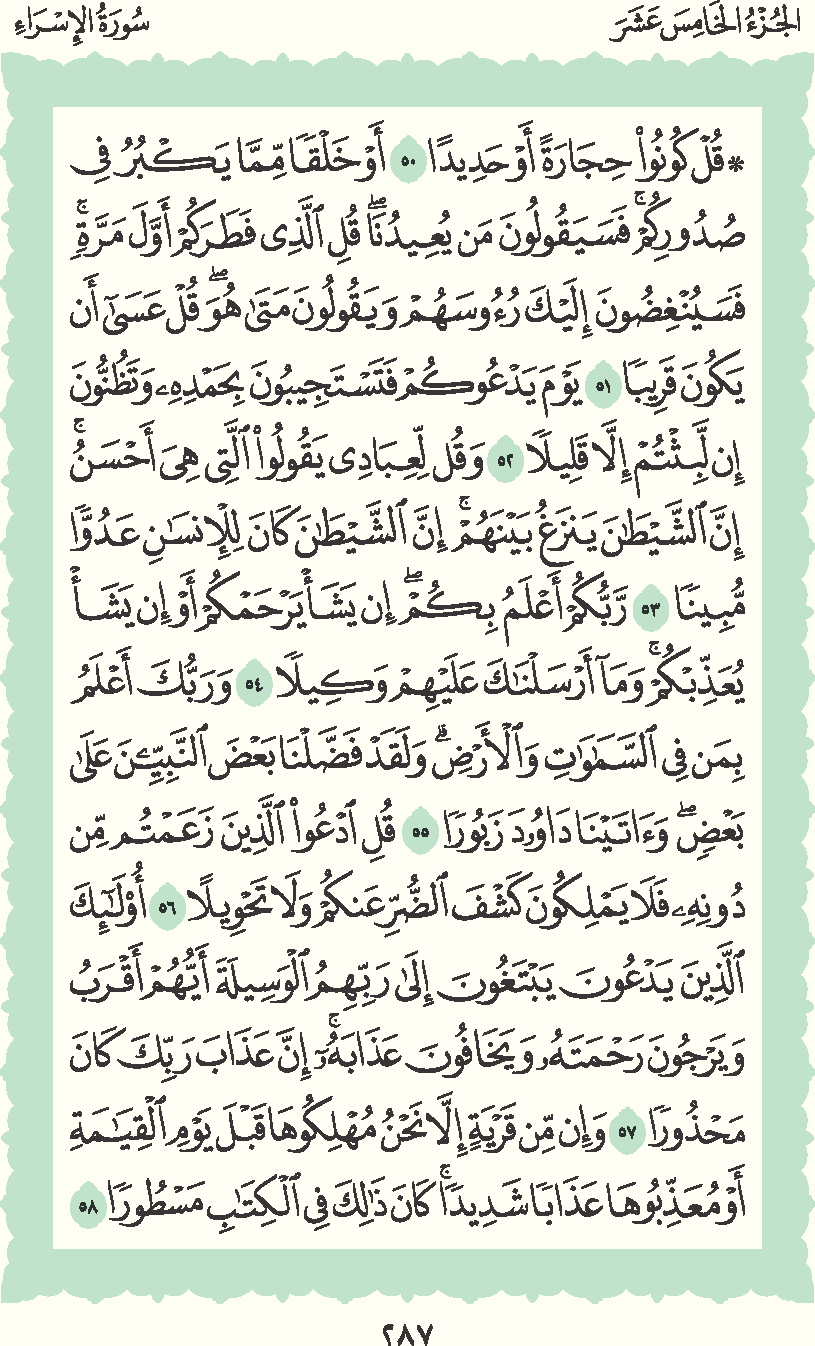 الجُزْءُ الخَامِسَ عَشَرَ
سُورَةُ الإِسْرَاءِ
* قُلۡ كُونُواْ حِجَارَةً أَوۡ حَدِيدًا ٥٠ أَوۡ خَلۡقٗا مِّمَّا يَكۡبُرُ فِي
صُدُورِكُمۡۚ فَسَيَقُولُونَ مَن يُعِيدُنَاۖ قُلِ ٱلَّذِي فَطَرَكُمۡ أَوَّلَ مَرَّةٖۚ
فَسَيُنۡغِضُونَ إِلَيۡكَ رُءُوسَهُمۡ وَيَقُولُونَ مَتَىٰ هُوَۖ قُلۡ عَسَىٰٓ أَن
يَكُونَ قَرِيبٗا ٥١ يَوۡمَ يَدۡعُوكُمۡ فَتَسۡتَجِيبُونَ بِحَمۡدِهِۦ وَتَظُنُّونَ
إِن لَّبِثۡتُمۡ إِلَّا قَلِيلٗا ٥٢ وَقُل لِّعِبَادِي يَقُولُواْ ٱلَّتِي هِيَ أَحۡسَنُۚ
إِنَّ ٱلشَّيۡطَٰنَ يَنزَغُ بَيۡنَهُمۡۚ إِنَّ ٱلشَّيۡطَٰنَ كَانَ لِلۡإِنسَٰنِ عَدُوّٗا
مُّبِينٗا ٥٣ رَّبُّكُمۡ أَعۡلَمُ بِكُمۡۖ إِن يَشَأۡ يَرۡحَمۡكُمۡ أَوۡ إِن يَشَأۡ
يُعَذِّبۡكُمۡۚ وَمَآ أَرۡسَلۡنَٰكَ عَلَيۡهِمۡ وَكِيلٗا ٥٤ وَرَبُّكَ أَعۡلَمُ
بِمَن فِي ٱلسَّمَٰوَٰتِ وَٱلۡأَرۡضِۗ وَلَقَدۡ فَضَّلۡنَا بَعۡضَ ٱلنَّبِيِّـۧنَ عَلَىٰ
بَعۡضٖۖ وَءَاتَيۡنَا دَاوُۥدَ زَبُورٗا ٥٥ قُلِ ٱدۡعُواْ ٱلَّذِينَ زَعَمۡتُم مِّن
دُونِهِۦ فَلَا يَمۡلِكُونَ كَشۡفَ ٱلضُّرِّ عَنكُمۡ وَلَا تَحۡوِيلًا ٥٦ أُوْلَٰٓئِكَ
ٱلَّذِينَ يَدۡعُونَ يَبۡتَغُونَ إِلَىٰ رَبِّهِمُ ٱلۡوَسِيلَةَ أَيُّهُمۡ أَقۡرَبُ
وَيَرۡجُونَ رَحۡمَتَهُۥ وَيَخَافُونَ عَذَابَهُۥٓۚ إِنَّ عَذَابَ رَبِّكَ كَانَ
مَحۡذُورٗا ٥٧ وَإِن مِّن قَرۡيَةٍ إِلَّا نَحۡنُ مُهۡلِكُوهَا قَبۡلَ يَوۡمِ ٱلۡقِيَٰمَةِ
أَوۡ مُعَذِّبُوهَا عَذَابٗا شَدِيدٗاۚ كَانَ ذَٰلِكَ فِي ٱلۡكِتَٰبِ مَسۡطُورٗا ٥٨
٢٨٧